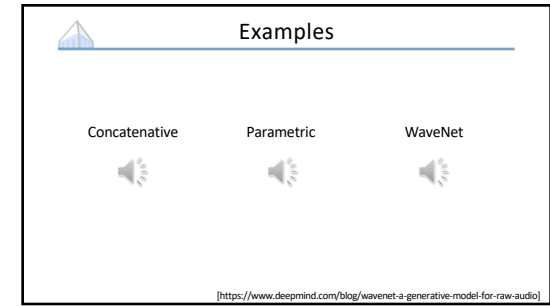 Examples
Concatenative Parametric WaveNet
[https://www.deepmind.com/blog/wavenet-a-generative-model-for-raw-audio]